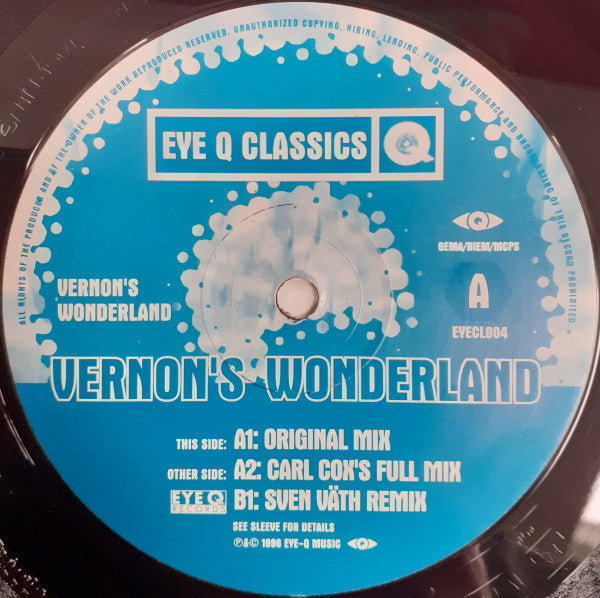 ALL RIGHTS OF THE PRODUCER AND OF THE OWNER OF THE WORK REPRODUCED RESERVED. UNAUTHORIZED COPYING, HIRING, LENDING, PUBLIC PERFORMANCE AND BROADCASTING OF THIS RECORD PROHIBITED.
EYE Q CLASSICS Q
GEMA/BIEM/MCPS
VERNON'S
WONDERLAND
A
EYECL004
VERNON'S WONDERLAND
THIS SIDE: A1: ORIGINAL MIX
OTHER SIDE: A2: CARL COX'S FULL MIX
EYE Q RECORDS B1: SVEN VÄTH REMIX
SEE SLEEVE FOR DETAILS
℗&© 1996 EYE-Q MUSIC